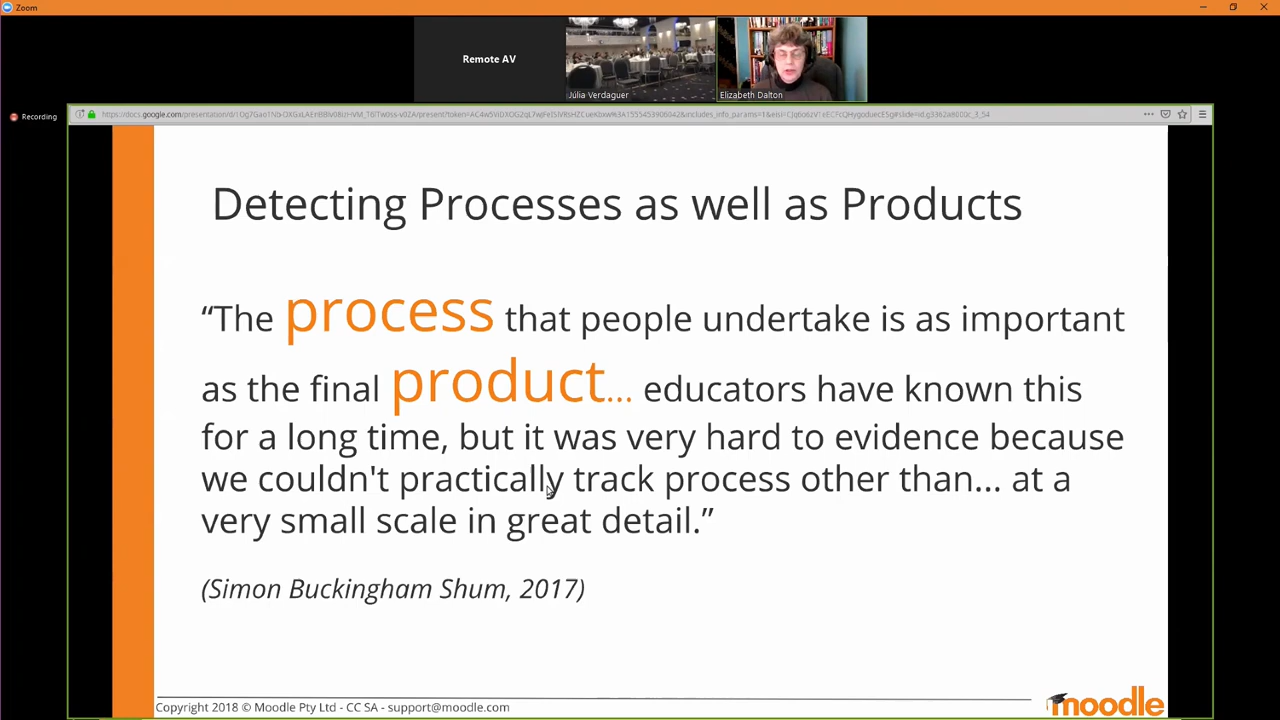 Zoom
Remote AV
Júlia Verdaguer
Elizabeth Dalton
Recording
Detecting Processes as well as Products
“The process that people undertake is as important
as the final product... educators have known this
for a long time, but it was very hard to evidence because
we couldn't practically track process other than... at a
very small scale in great detail.”
(Simon Buckingham Shum, 2017)
Copyright 2018 © Moodle Pty Ltd - CC SA - support@moodle.com
moodle